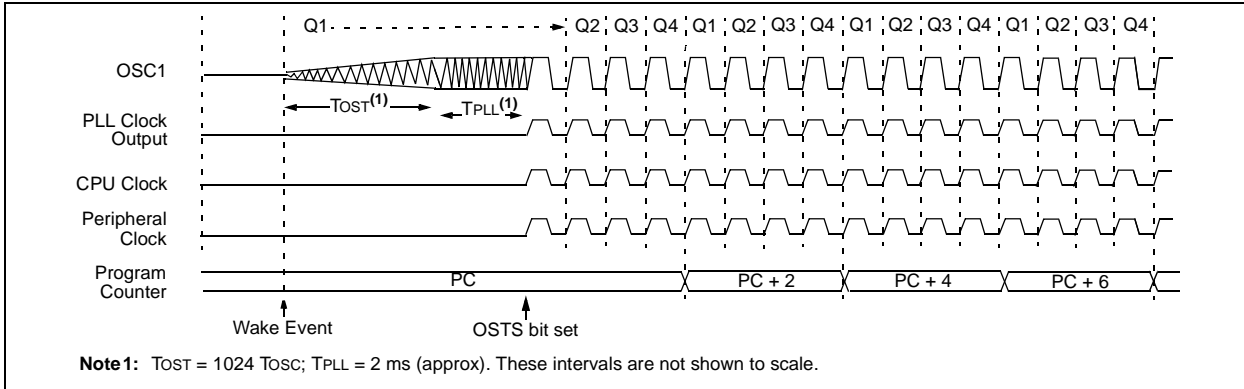 Q1 Q2 Q3 Q4 Q1 Q2 Q3 Q4 Q1 Q2 Q3 Q4 Q1 Q2 Q3 Q4
OSC1
TOST(1) TPLL(1)
PLL Clock
Output
CPU Clock
Peripheral
Clock
Program
Counter
PC PC + 2 PC + 4 PC + 6
Wake Event OSTS bit set
Note1: TOST = 1024 TOSC; TPLL = 2 ms (approx). These intervals are not shown to scale.